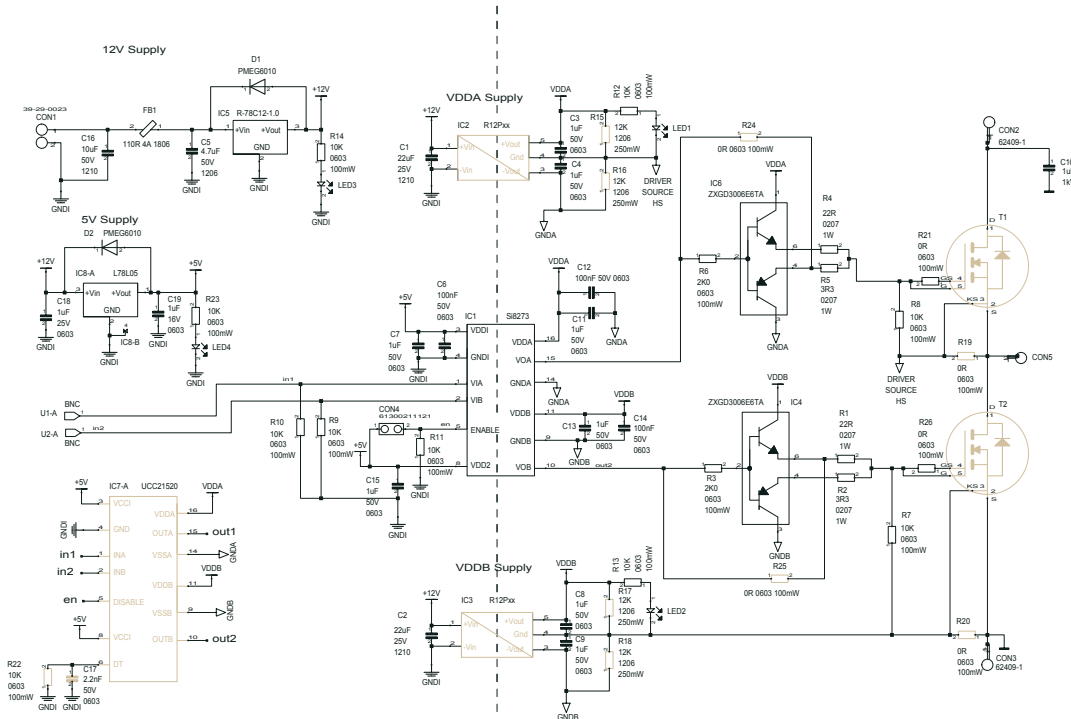 12V Supply
39-29-0023
CON1
FB1
110R 4A 1806
C16
10uF
50V
1210
GNDI
C5
4.7uF
50V
1206
GNDI
D1
PMEG6010
IC5 R-78C12-1.0
+Vin +Vout
GND
GNDI
+12V
R14
10K
0603
100mW
LED3
GNDI
5V Supply
D2 PMEG6010
+12V
IC8-A L78L05
+Vin +Vout
GND
GNDI
IC8-B
C18
1uF
25V
0603
GNDI
C19
1uF
16V
0603
GNDI
+5V
R23
10K
0603
100mW
LED4
GNDI
VDDA Supply
+12V
C1
22uF
25V
1210
GNDI
IC2 R12Pxx
+Vin
-Vin
+Vout
Gnd
-Vout
VDDA
C3
1uF
50V
0603
C4
1uF
50V
0603
GNDA
R15
12K
1206
250mW
R16
12K
1206
250mW
R12
10K
0603
100mW
LED1
DRIVER
SOURCE
HS
VDDA
C12
100nF 50V 0603
C11
1uF
50V
0603
GNDA
+5V
C6
100nF
50V
0603
C7
1uF
50V
0603
GNDI
IC1 Si8273
VDDI
GNDI
VIA
VIB
ENABLE
VDD2
VDDA
VOA
GNDA
VDDB
GNDB
VOB
GNDA
VDDB
C13
1uF
50V
0603
C14
100nF
50V
0603
GNDB
out2
BNC
U1-A
in1
U2-A
BNC
in2
R10
10K
0603
100mW
R9
10K
0603
100mW
CON4
61300211121
en
R11
10K
0603
100mW
+5V
C15
1uF
50V
0603
GNDI
IC7-A UCC21520
+5V
VCCI
GND
INA
INB
DISABLE
VCCI
DT
VDDA
OUTA
VSSA
VDDB
VSSB
OUTB
GNDI
in1
in2
en
+5V
VDDA
out1
GNDA
VDDB
GNDB
out2
R22
10K
0603
100mW
GNDI
C17
2.2nF
50V
0603
GNDI
VDDB Supply
+12V
C2
22uF
25V
1210
GNDI
IC3 R12Pxx
+Vin
-Vin
+Vout
Gnd
-Vout
VDDB
C8
1uF
50V
0603
C9
1uF
50V
0603
GNDB
R17
12K
1206
250mW
R18
12K
1206
250mW
R13
10K
0603
100mW
LED2
R24
0R 0603 100mW
IC6
ZXGD3006E6TA
VDDA
GNDA
R6
2K0
0603
100mW
R4
22R
0207
1W
R5
3R3
0207
1W
R21
0R
0603
100mW
R8
10K
0603
100mW
DRIVER
SOURCE
HS
R19
0R
0603
100mW
CON2
62409-1
T1
D
GS
G
KS
S
CON5
VDDB
ZXGD3006E6TA IC4
GNDB
R3
2K0
0603
100mW
R1
22R
0207
1W
R2
3R3
0207
1W
R25
0R 0603 100mW
R26
0R
0603
100mW
R7
10K
0603
100mW
T2
D
GS
G
KS
S
R20
0R
0603
100mW
CON3
62409-1